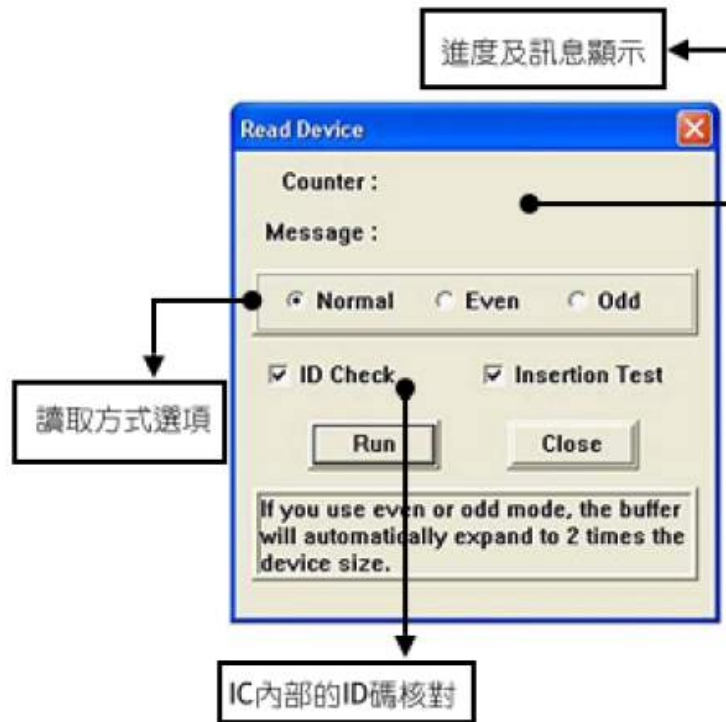 進度及訊息顯示
Read Device
Counter :
Message :
Normal Even Odd
ID Check Insertion Test
讀取方式選項
Run Close
If you use even or odd mode, the buffer
will automatically expand to 2 times the
device size.
IC內部的ID碼核對